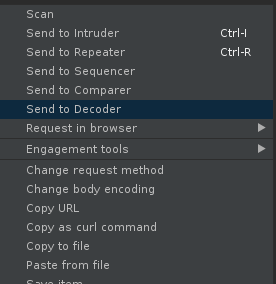 Scan
Send to Intruder Ctrl-I
Send to Repeater Ctrl-R
Send to Sequencer
Send to Comparer
Send to Decoder
Request in browser
Engagement tools
Change request method
Change body encoding
Copy URL
Copy as curl command
Copy to file
Paste from file
Save item